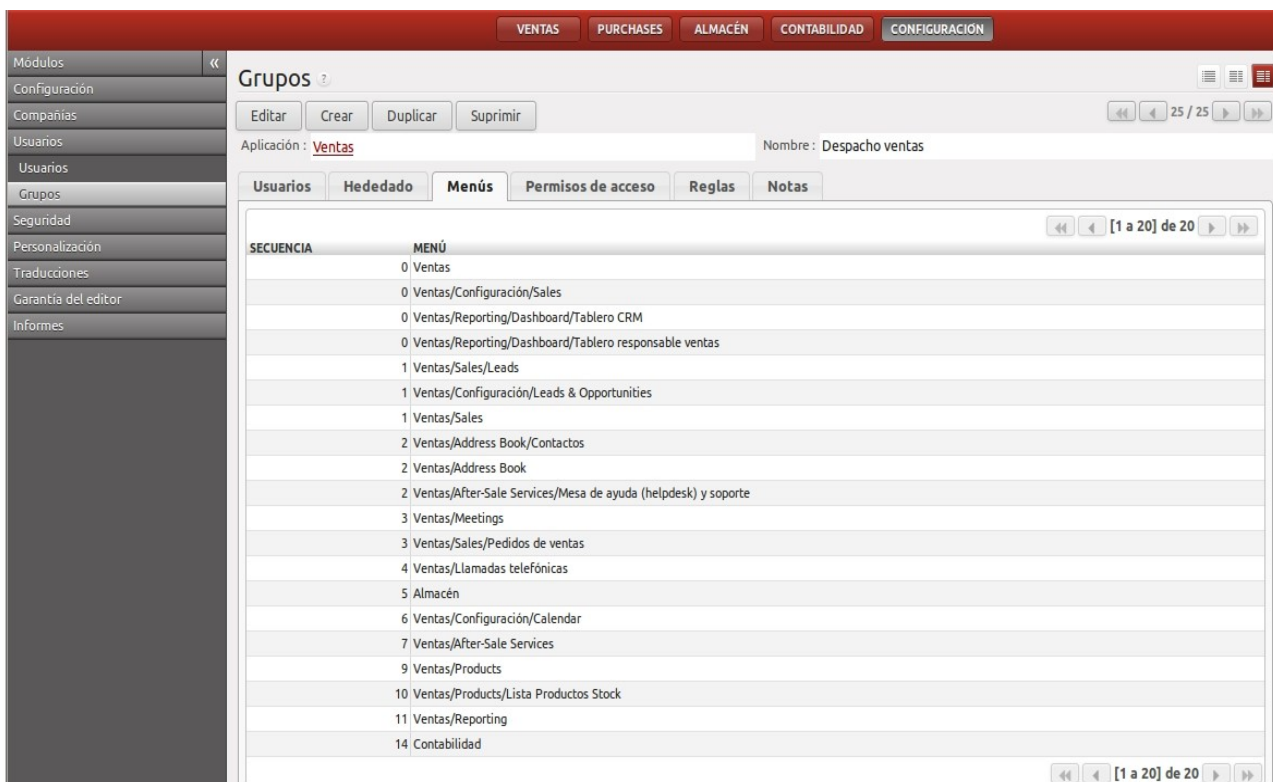 VENTAS PURCHASES ALMACÉN CONTABILIDAD CONFIGURACIÓN
Módulos «
Configuración
Compañías
Usuarios
Usuarios
Grupos
Seguridad
Personalización
Traducciones
Garantía del editor
Informes
Grupos ?
Editar Crear Duplicar Suprimir 25 / 25
Aplicación : Ventas Nombre : Despacho ventas
Usuarios Hededado Menús Permisos de acceso Reglas Notas
[1 a 20] de 20
SECUENCIA MENÚ
0 Ventas
0 Ventas/Configuración/Sales
0 Ventas/Reporting/Dashboard/Tablero CRM
0 Ventas/Reporting/Dashboard/Tablero responsable ventas
1 Ventas/Sales/Leads
1 Ventas/Configuración/Leads & Opportunities
1 Ventas/Sales
2 Ventas/Address Book/Contactos
2 Ventas/Address Book
2 Ventas/After-Sale Services/Mesa de ayuda (helpdesk) y soporte
3 Ventas/Meetings
3 Ventas/Sales/Pedidos de ventas
4 Ventas/Llamadas telefónicas
5 Almacén
6 Ventas/Configuración/Calendar
7 Ventas/After-Sale Services
9 Ventas/Products
10 Ventas/Products/Lista Productos Stock
11 Ventas/Reporting
14 Contabilidad
[1 a 20] de 20